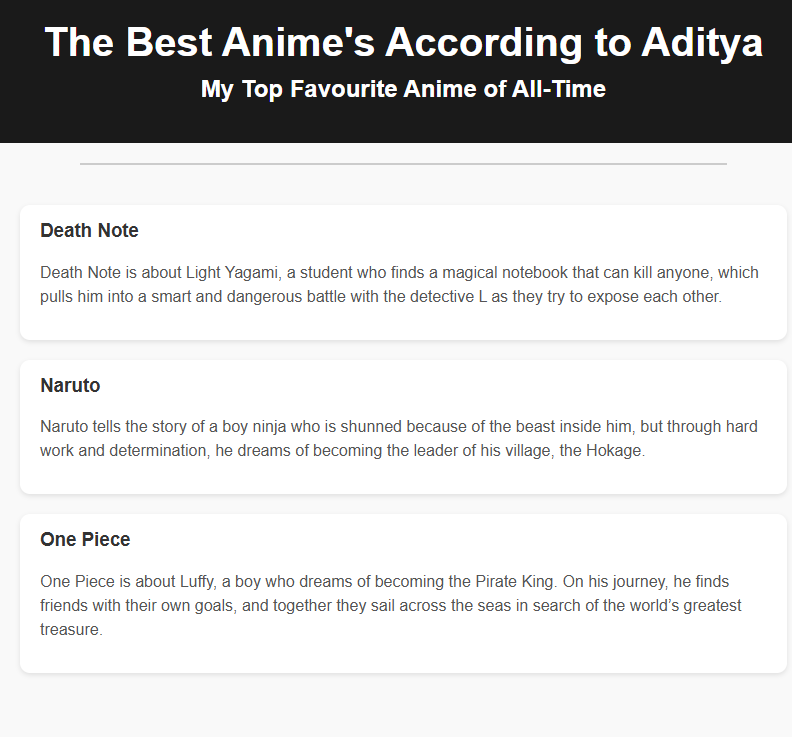 The Best Anime's According to Aditya
My Top Favourite Anime of All-Time
Death Note
Death Note is about Light Yagami, a student who finds a magical notebook that can kill anyone, which
pulls him into a smart and dangerous battle with the detective L as they try to expose each other.
Naruto
Naruto tells the story of a boy ninja who is shunned because of the beast inside him, but through hard
work and determination, he dreams of becoming the leader of his village, the Hokage.
One Piece
One Piece is about Luffy, a boy who dreams of becoming the Pirate King. On his journey, he finds
friends with their own goals, and together they sail across the seas in search of the world’s greatest
treasure.